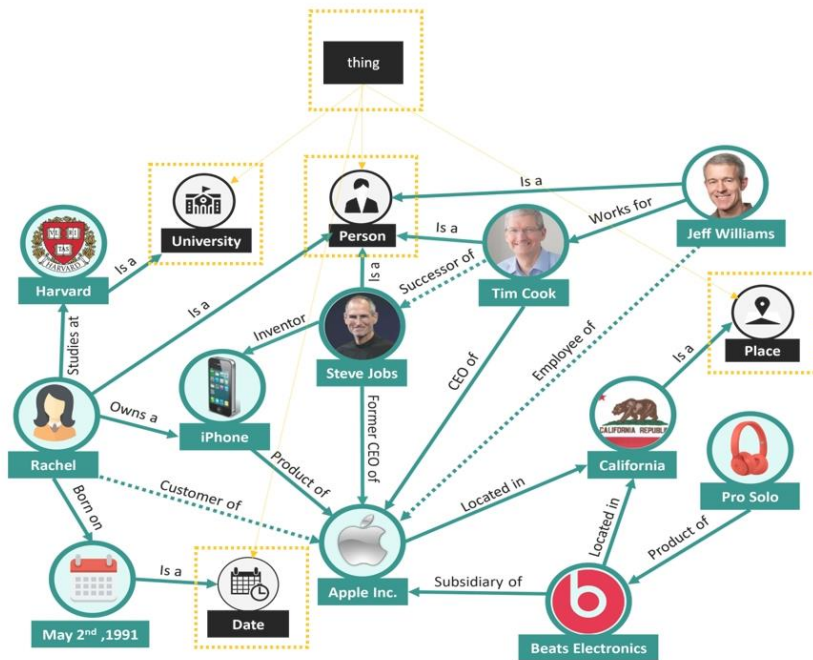 thing
University
Person
Is a
Works for
Jeff Williams
Is a
Tim Cook
Successor of
Is a
Harvard
Is a
Is a
Studies at
Inventor
Steve Jobs
CEO of
Employee of
Is a
Place
Owns a
iPhone
Former CEO of
CALIFORNIA REPUBLIC
California
Rachel
Pro Solo
Product of
Customer of
Located in
Born on
Located in
Product of
Is a
Apple Inc.
Subsidiary of
May 2nd ,1991
Date
Beats Electronics